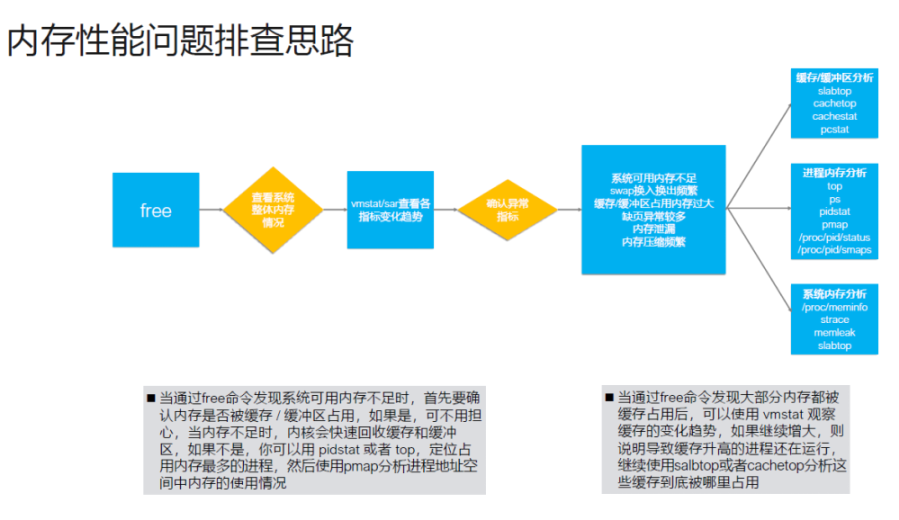 内存性能问题排查思路
free
查看系统
整体内存
情况
vmstat/sar查看各
指标变化趋势
确认异常
指标
系统可用内存不足
swap换入换出频繁
缓存/缓冲区占用内存过大
缺页异常较多
内存泄漏
内存压缩频繁
缓存/缓冲区分析
slabtop
cachetop
cachestat
pcstat
进程内存分析
top
ps
pidstat
pmap
/proc/pid/status
/proc/pid/smaps
系统内存分析
/proc/meminfo
strace
memleak
slabtop
■ 当通过free命令发现系统可用内存不足时，首先要确
认内存是否被缓存 / 缓冲区占用，如果是，可不用担
心，当内存不足时，内核会快速回收缓存和缓冲
区，如果不是，你可以用 pidstat 或者 top，定位占
用内存最多的进程，然后使用pmap分析进程地址空
间中内存的使用情况
■ 当通过free命令发现大部分内存都被
缓存占用后，可以使用 vmstat 观察
缓存的变化趋势，如果继续增大，则
说明导致缓存升高的进程还在运行，
继续使用salbtop或者cachetop分析这
些缓存到底被哪里占用